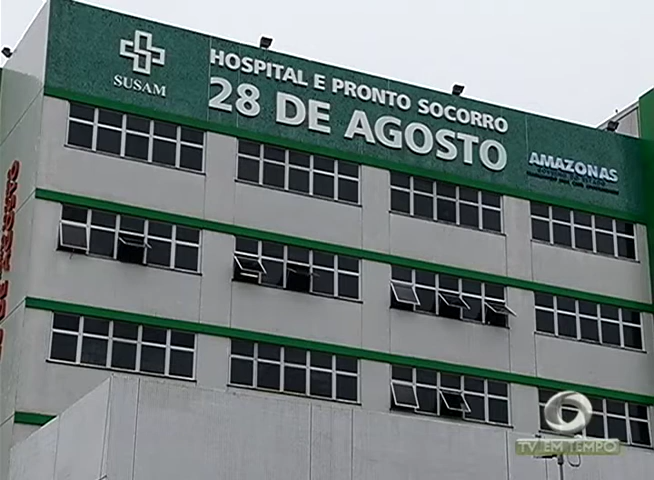 SUSAM
HOSPITAL E PRONTO SOCORRO
28 DE AGOSTO
AMAZONAS
TV EM TEMPO